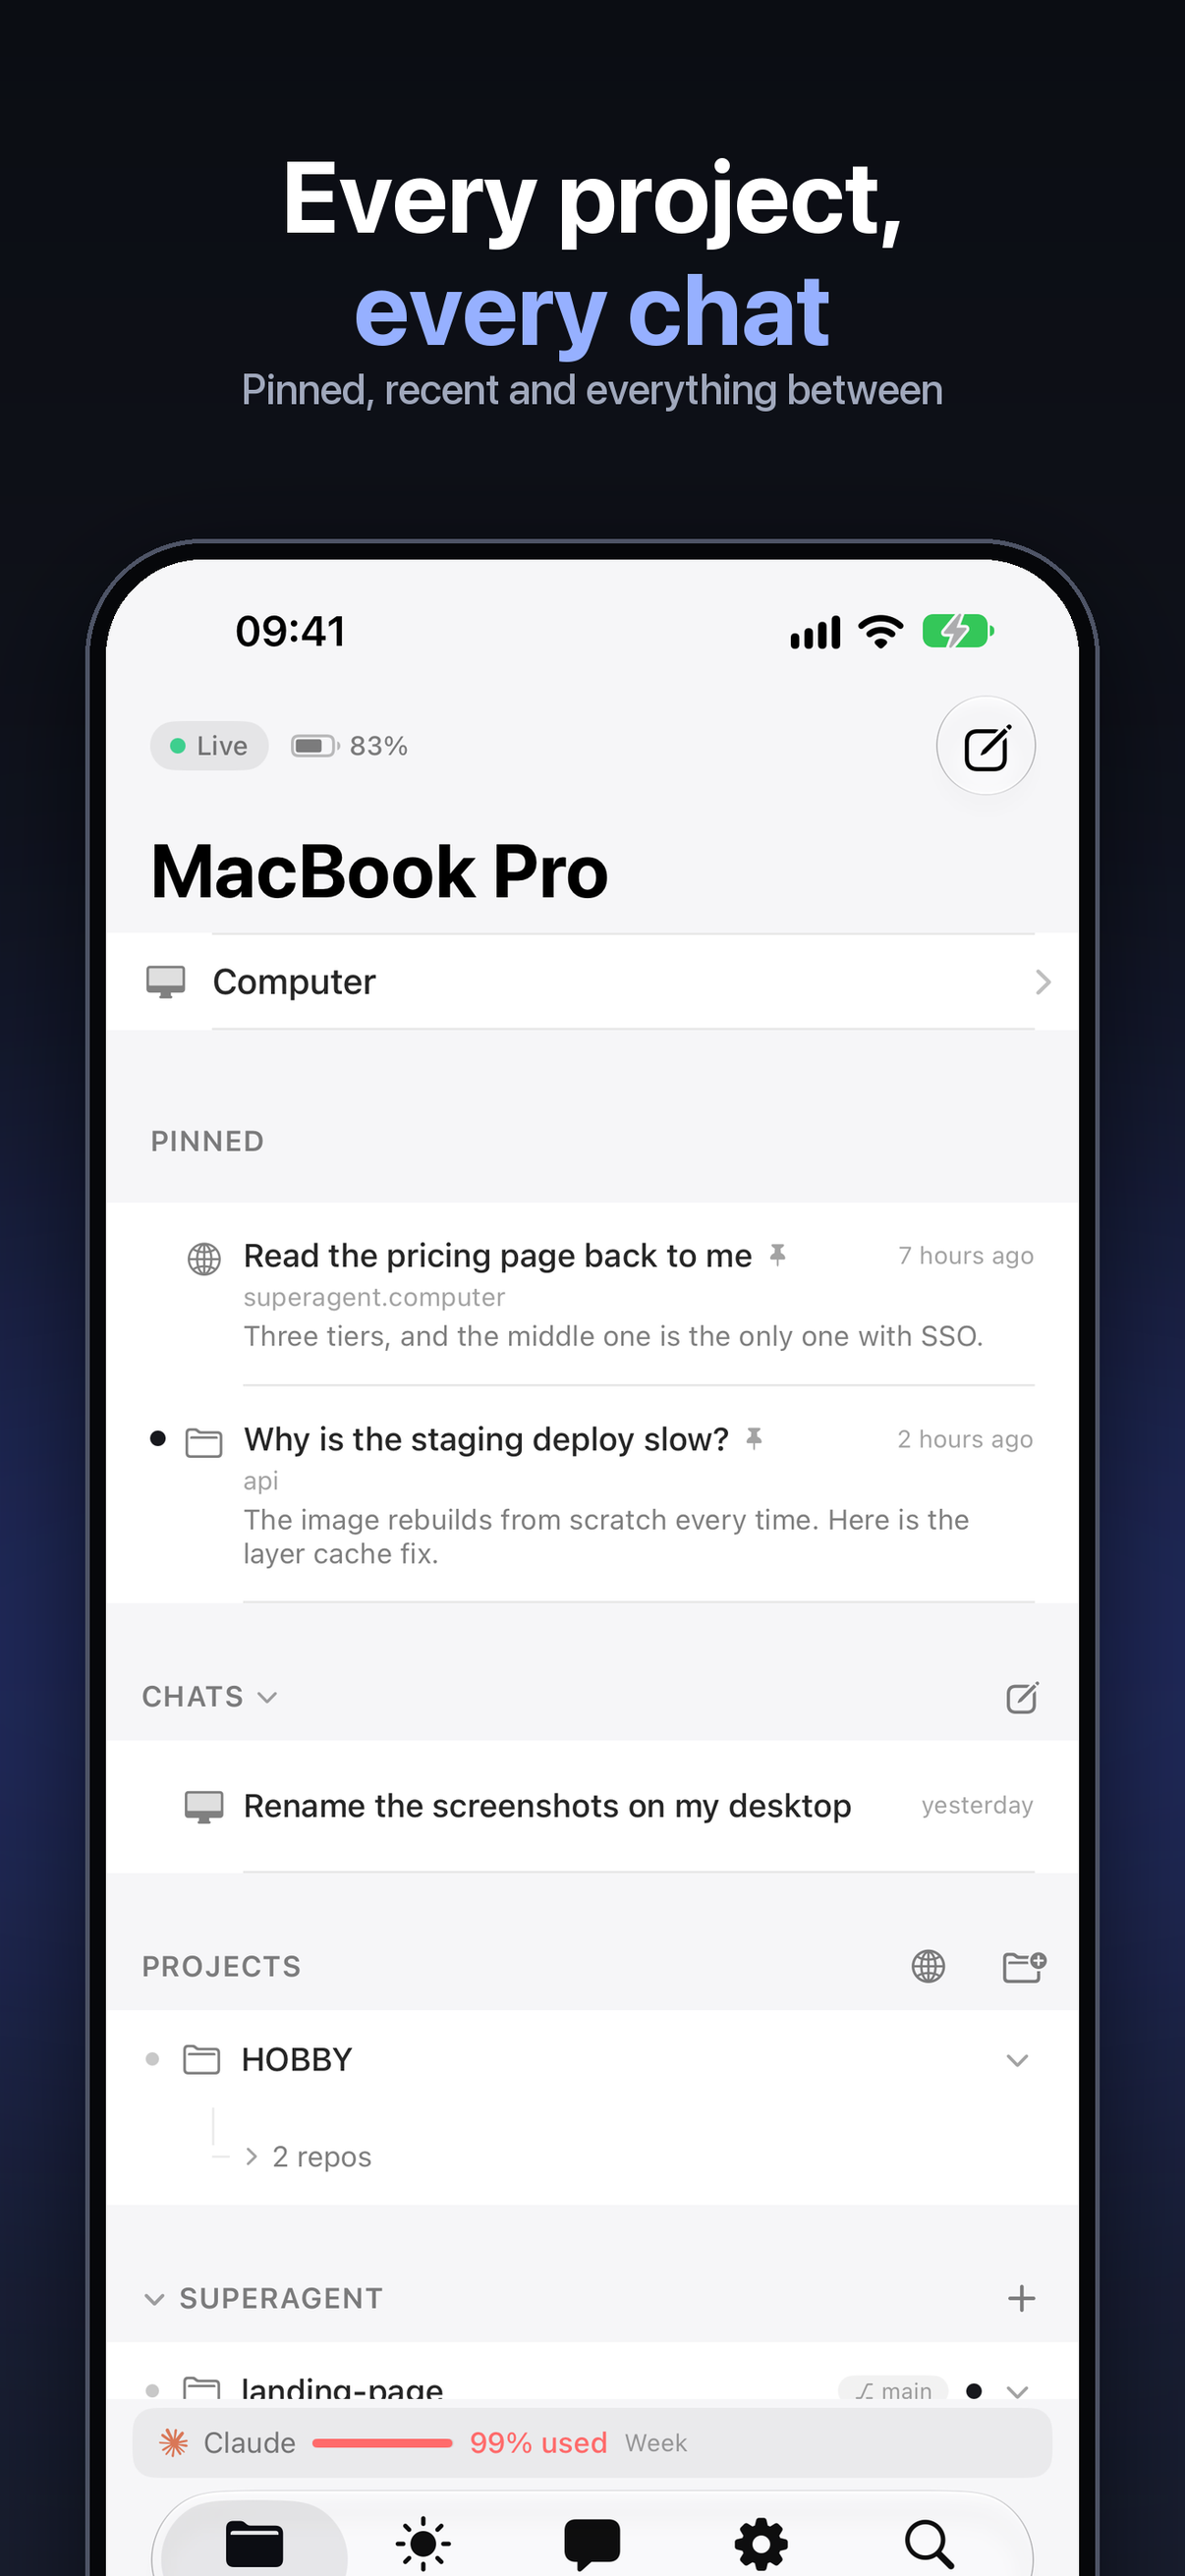 Every project,
every chat
Pinned, recent and everything between
09:41
Live 83%
MacBook Pro
Computer
PINNED
Read the pricing page back to me 7 hours ago
superagent.computer
Three tiers, and the middle one is the only one with SSO.
Why is the staging deploy slow? 2 hours ago
api
The image rebuilds from scratch every time. Here is the
layer cache fix.
CHATS
Rename the screenshots on my desktop yesterday
PROJECTS
HOBBY
2 repos
SUPERAGENT
landing-page main
Claude 99% used Week